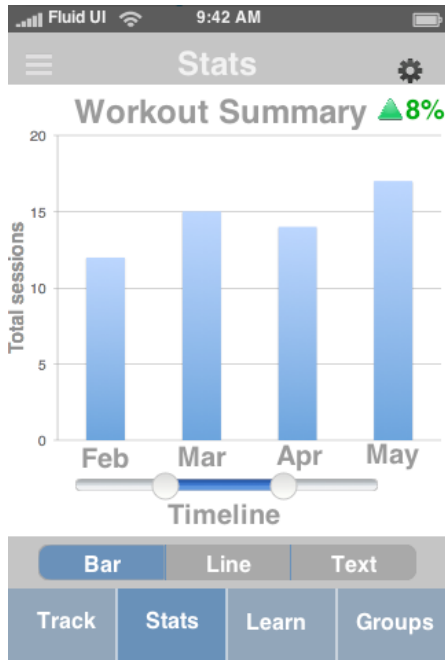 Fluid UI 9:42 AM
Stats
Workout Summary 8%
20
15
10
5
0
Total sessions
Feb Mar Apr May
Timeline
Bar Line Text
Track Stats Learn Groups